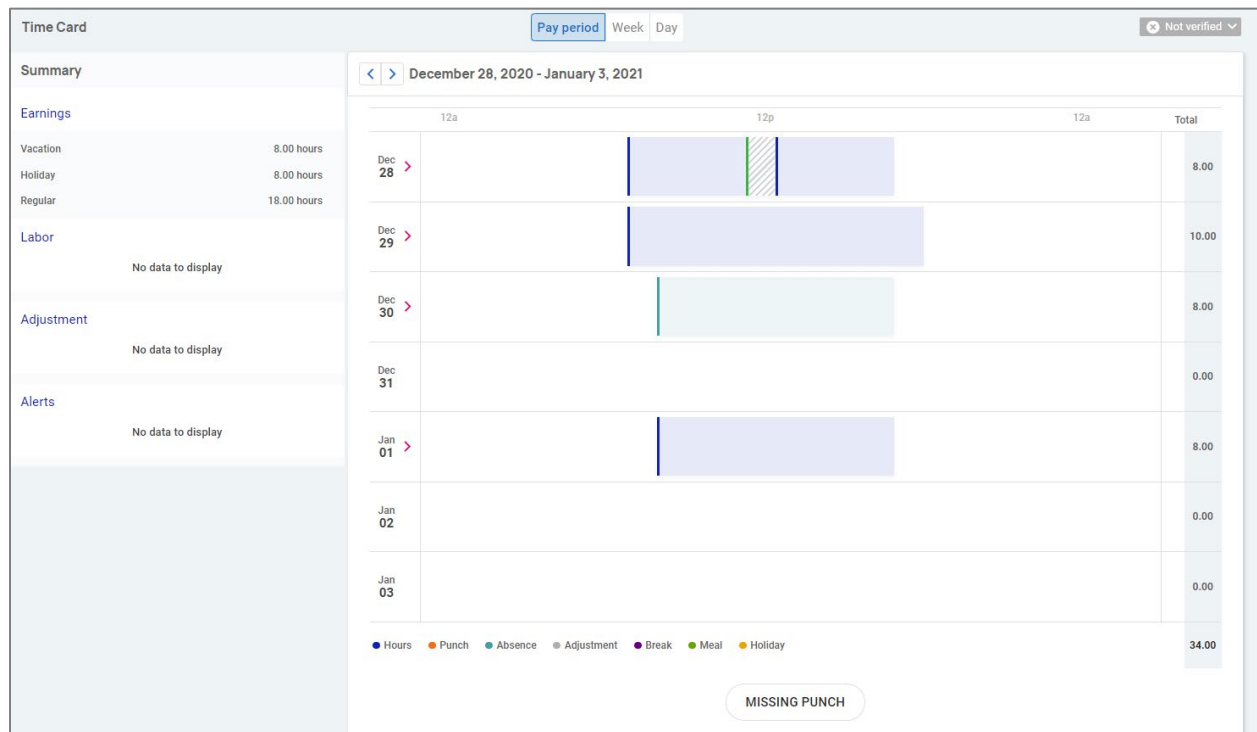 Time Card
Pay period Week Day
Not verified
Summary
Earnings
Vacation 8.00 hours
Holiday 8.00 hours
Regular 18.00 hours
Labor
No data to display
Adjustment
No data to display
Alerts
No data to display
December 28, 2020 - January 3, 2021
12a 12p 12a Total
Dec
28 8.00
Dec
29 10.00
Dec
30 8.00
Dec
31 0.00
Jan
01 8.00
Jan
02 0.00
Jan
03 0.00
Hours Punch Absence Adjustment Break Meal Holiday 34.00
MISSING PUNCH